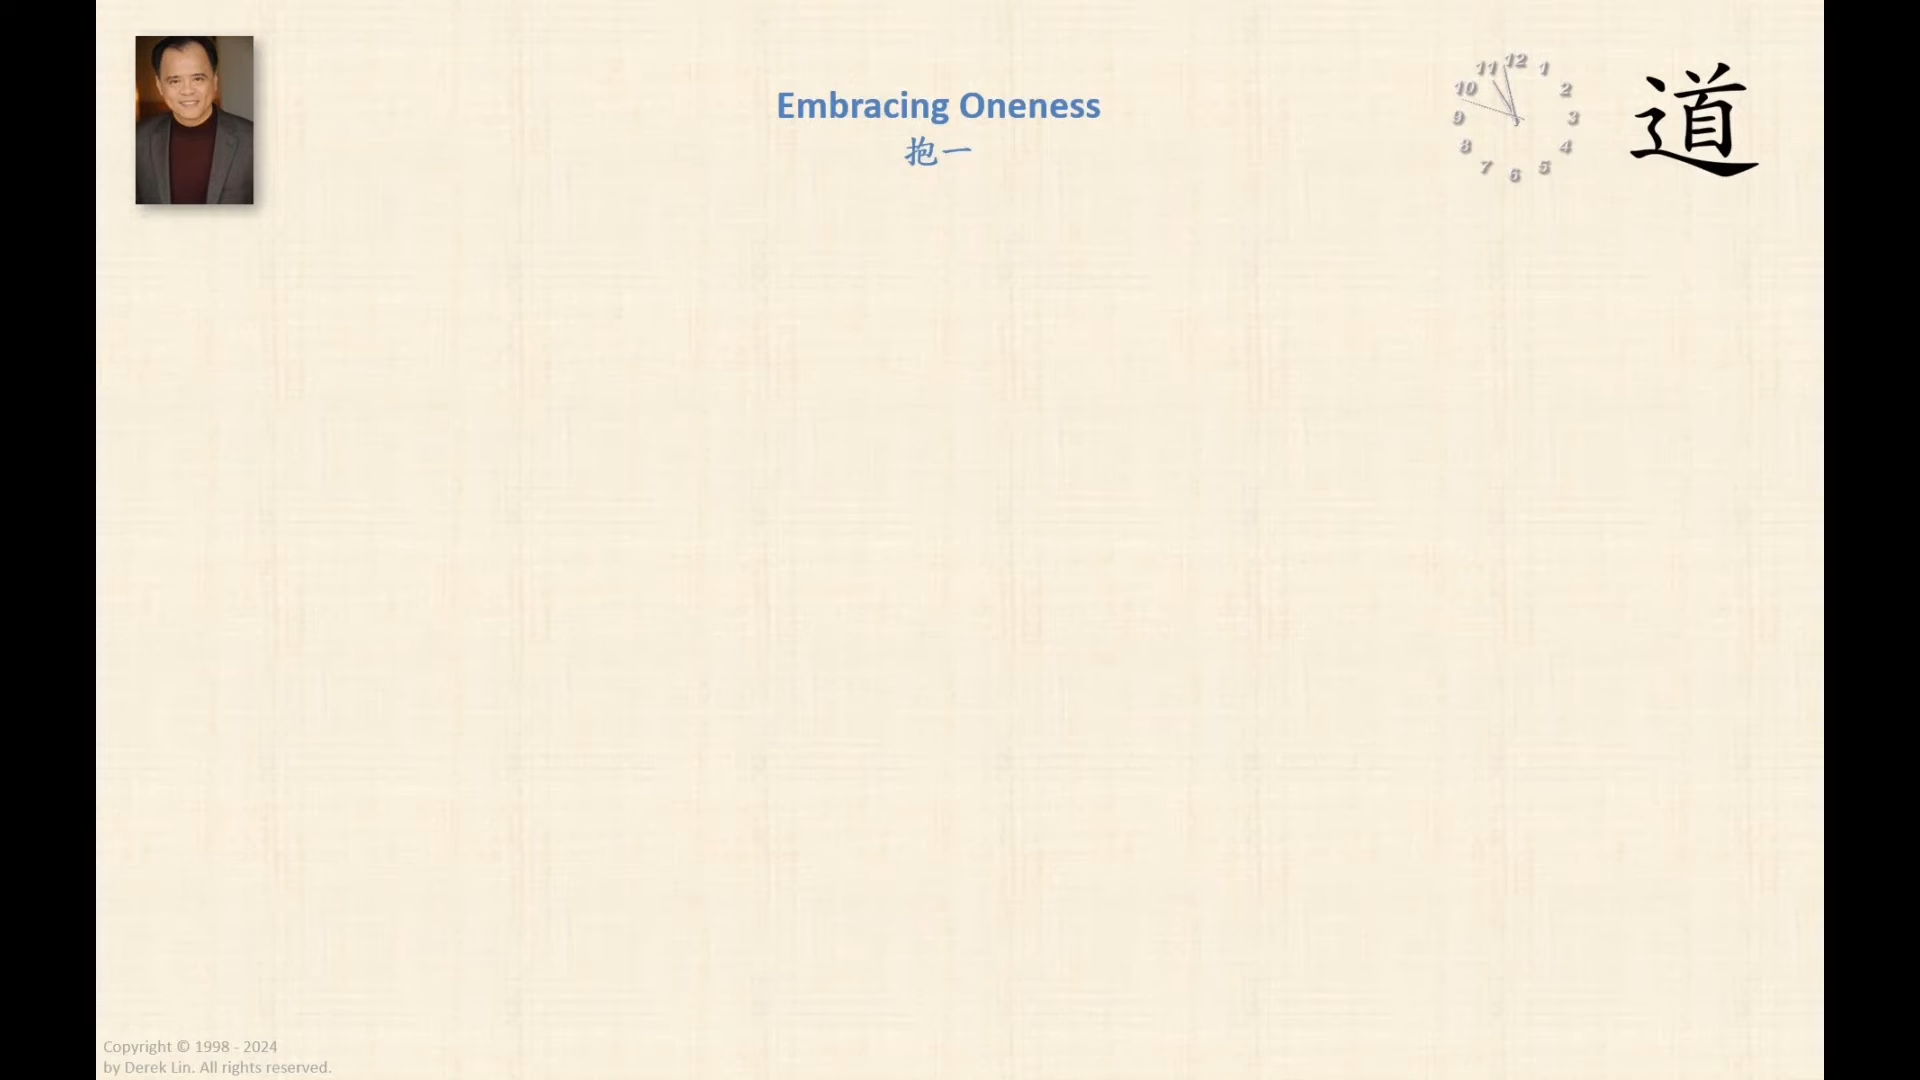 Embracing Oneness
抱一
12
11
1
10
2
9
3
8
4
7
5
6
道
Copyright © 1998 - 2024
by Derek Lin. All rights reserved.